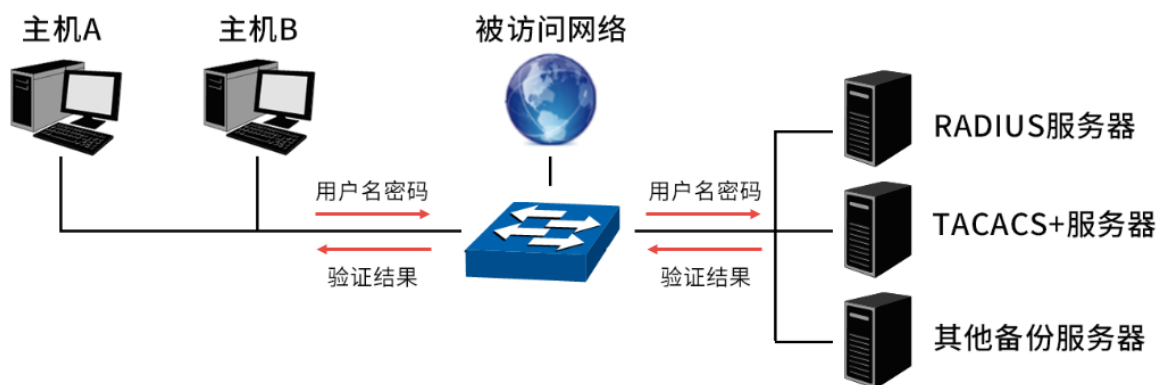 主机A
主机B
被访问网络
RADIUS服务器
用户名密码
用户名密码
TACACS+服务器
验证结果
验证结果
其他备份服务器